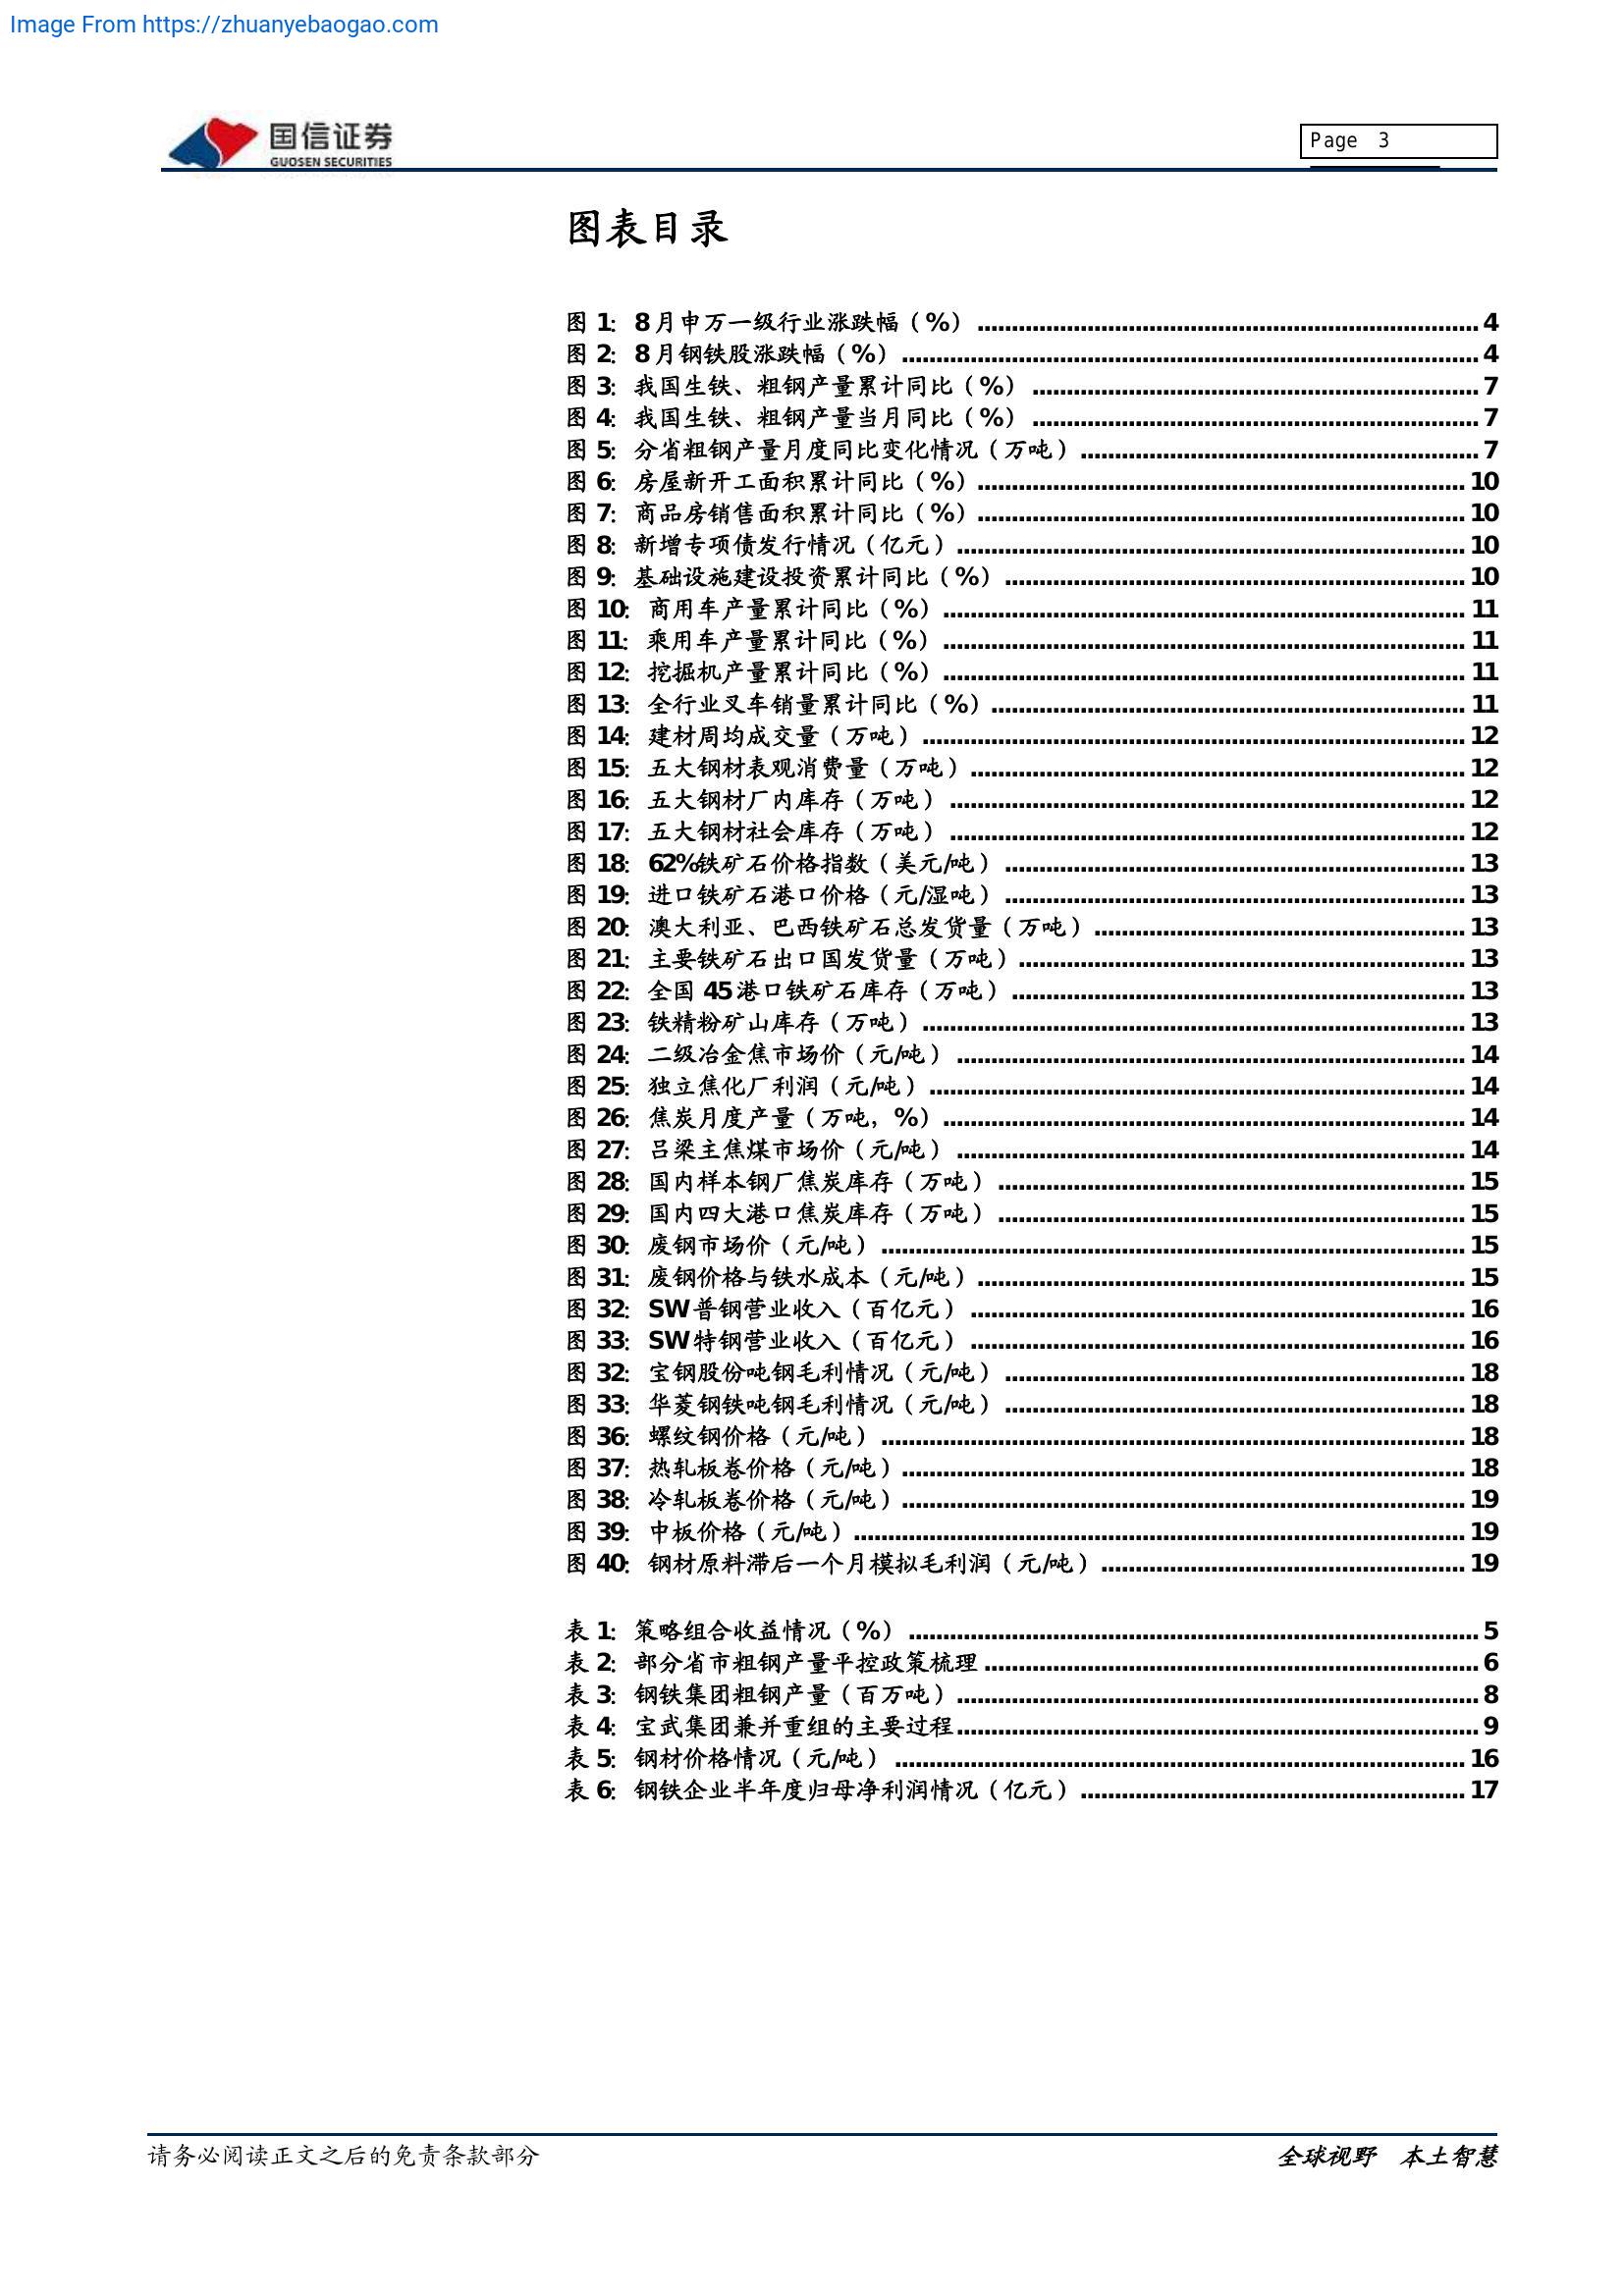 Image From https://zhuanyebaogao.com
国信证券
GUOSEN SECURITIES
Page 3
图表目录
图 1: 8月申万一级行业涨跌幅（%） ........ 4
图 2: 8月钢铁股涨跌幅（%） ........ 4
图 3: 我国生铁、粗钢产量累计同比（%） ........ 7
图 4: 我国生铁、粗钢产量当月同比（%） ........ 7
图 5: 分省粗钢产量月度同比变化情况（万吨） ........ 7
图 6: 房屋新开工面积累计同比（%） ........ 10
图 7: 商品房销售面积累计同比（%） ........ 10
图 8: 新增专项债发行情况（亿元） ........ 10
图 9: 基础设施建设投资累计同比（%） ........ 10
图 10: 商用车产量累计同比（%） ........ 11
图 11: 乘用车产量累计同比（%） ........ 11
图 12: 挖掘机产量累计同比（%） ........ 11
图 13: 全行业叉车销量累计同比（%） ........ 11
图 14: 建材周均成交量（万吨） ........ 12
图 15: 五大钢材表观消费量（万吨） ........ 12
图 16: 五大钢材厂内库存（万吨） ........ 12
图 17: 五大钢材社会库存（万吨） ........ 12
图 18: 62%铁矿石价格指数（美元/吨） ........ 13
图 19: 进口铁矿石港口价格（元/湿吨） ........ 13
图 20: 澳大利亚、巴西铁矿石总发货量（万吨） ........ 13
图 21: 主要铁矿石出口国发货量（万吨） ........ 13
图 22: 全国 45港口铁矿石库存（万吨） ........ 13
图 23: 铁精粉矿山库存（万吨） ........ 13
图 24: 二级冶金焦市场价（元/吨） ........ 14
图 25: 独立焦化厂利润（元/吨） ........ 14
图 26: 焦炭月度产量（万吨，%） ........ 14
图 27: 吕梁主焦煤市场价（元/吨） ........ 14
图 28: 国内样本钢厂焦炭库存（万吨） ........ 15
图 29: 国内四大港口焦炭库存（万吨） ........ 15
图 30: 废钢市场价（元/吨） ........ 15
图 31: 废钢价格与铁水成本（元/吨） ........ 15
图 32: SW普钢营业收入（百亿元） ........ 16
图 33: SW特钢营业收入（百亿元） ........ 16
图 32: 宝钢股份吨钢毛利情况（元/吨） ........ 18
图 33: 华菱钢铁吨钢毛利情况（元/吨） ........ 18
图 36: 螺纹钢价格（元/吨） ........ 18
图 37: 热轧板卷价格（元/吨） ........ 18
图 38: 冷轧板卷价格（元/吨） ........ 19
图 39: 中板价格（元/吨） ........ 19
图 40: 钢材原料滞后一个月模拟毛利润（元/吨） ........ 19
表 1: 策略组合收益情况（%） ........ 5
表 2: 部分省市粗钢产量平控政策梳理 ........ 6
表 3: 钢铁集团粗钢产量（百万吨） ........ 8
表 4: 宝武集团兼并重组的主要过程 ........ 9
表 5: 钢材价格情况（元/吨） ........ 16
表 6: 钢铁企业半年度归母净利润情况（亿元） ........ 17
请务必阅读正文之后的免责条款部分
全球视野 本土智慧